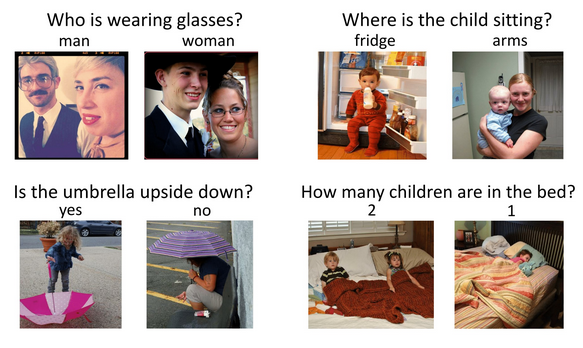 Who is wearing glasses?
man woman
Where is the child sitting?
fridge arms
Is the umbrella upside down?
yes no
How many children are in the bed?
2 1